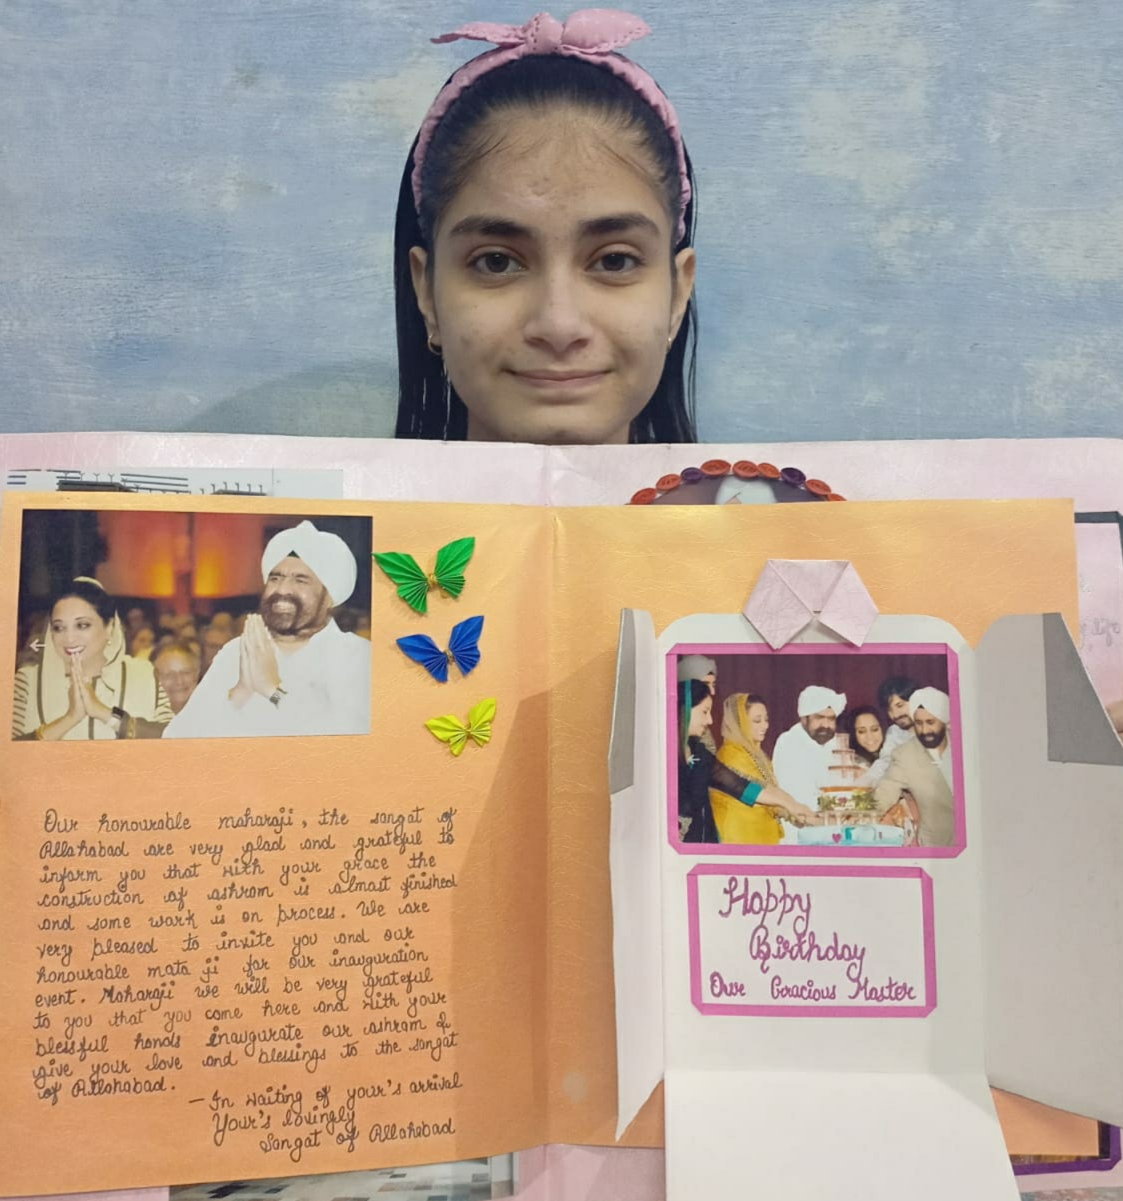 Our honourable maharaji, the sangat of
Allahabad are very glad and grateful to
inform you that with your grace the
construction of ashram is almost finished
and some work is on process. We are
very pleased to invite you and our
honourable mata ji for our inauguration
event. Maharaji we will be very grateful
to you that you come here and with your
blessful hands inaugurate our ashram &
give your love and blessings to the sangat
of Allahabad.
- In waiting of your's arrival
Your's lovingly
Sangat of Allahabad
Happy
Birthday
Our Gracious Master